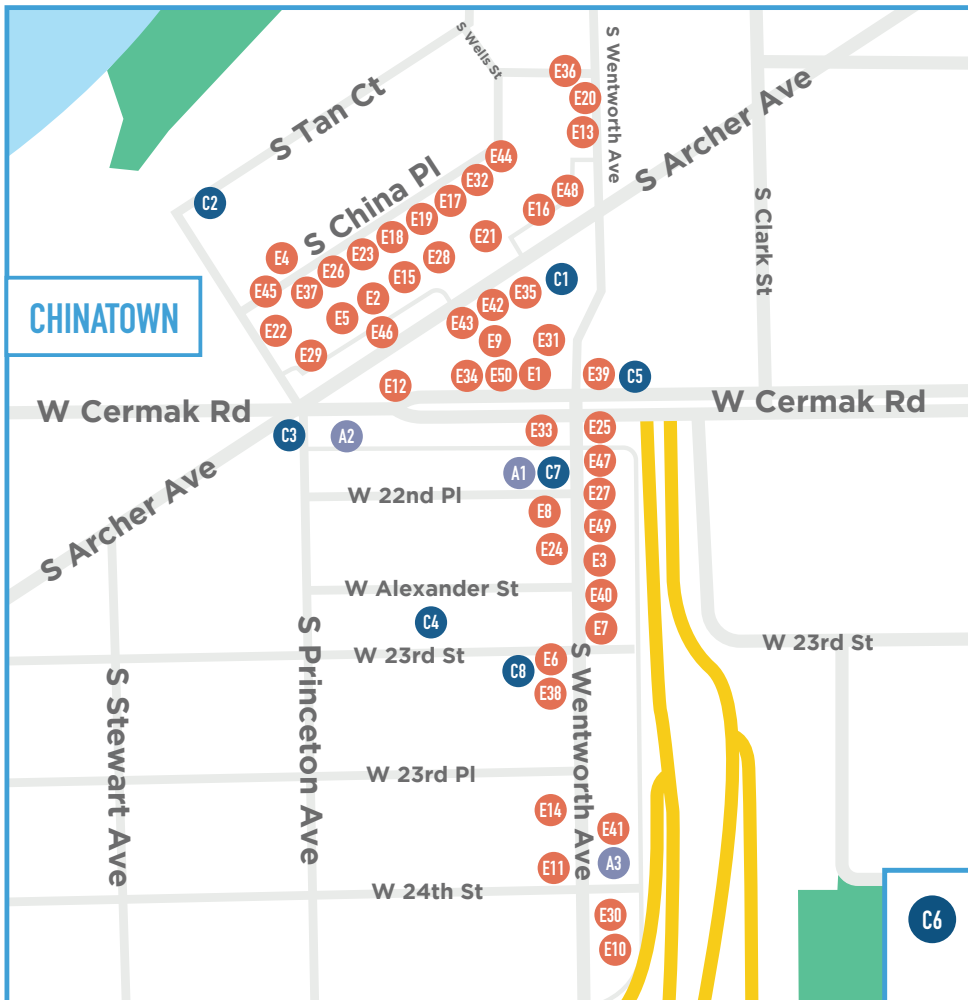 S Wells St
S Wentworth Ave
E36
E20
S Archer Ave
S Tan Ct
E13
E44
S China Pl
E32
E48
C2
E17
E16
E19
S Clark St
E18
E21
E4
E23
E28
E26
E15
C1
E45
E37
E2
E35
E42
CHINATOWN
E5
E43
E22
E46
E9
E31
E29
E12
E34
E50
E1
E39
C5
W Cermak Rd
W Cermak Rd
C3
A2
E33
E25
E47
A1
C7
S Archer Ave
W 22nd Pl
E27
E8
E49
E24
E3
W Alexander St
E40
C4
E7
W 23rd St
W 23rd St
E6
C8
E38
S Stewart Ave
S Princeton Ave
S Wentworth Ave
W 23rd Pl
E14
E41
A3
E11
W 24th St
E30
C6
E10